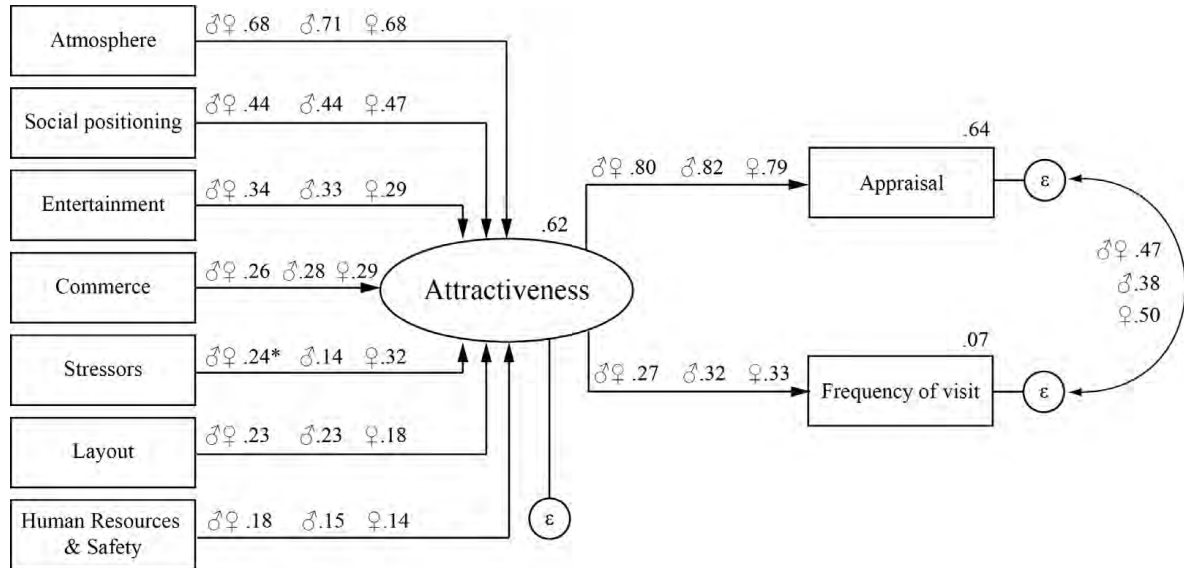 Atmosphere
♂♀ .68 ♂.71 ♀.68
Social positioning
♂♀ .44 ♂.44 ♀.47
Entertainment
♂♀ .34 ♂.33 ♀.29
Commerce
♂♀ .26 ♂.28 ♀.29
Stressors
♂♀ .24* ♂.14 ♀.32
Layout
♂♀ .23 ♂.23 ♀.18
Human Resources
& Safety
♂♀ .18 ♂.15 ♀.14
.62
Attractiveness
ε
♂♀ .80 ♂.82 ♀.79
.64
Appraisal
ε
♂♀ .27 ♂.32 ♀.33
.07
Frequency of visit
ε
♂♀ .47
♂.38
♀.50